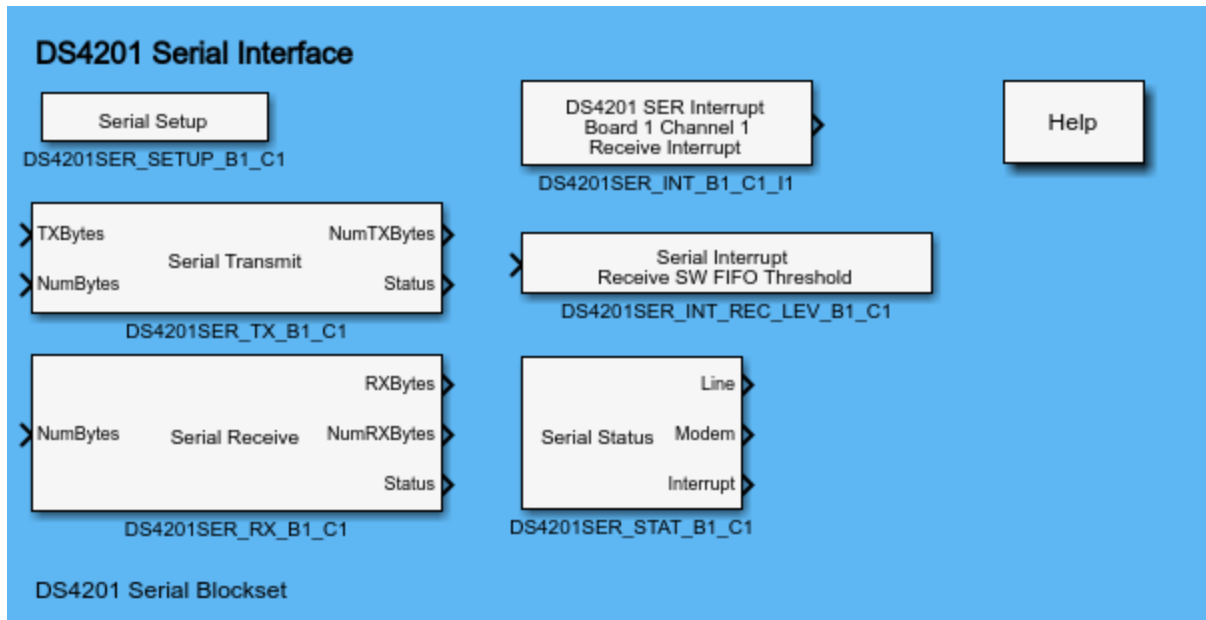 DS4201 Serial Interface
Serial Setup
DS4201SER_SETUP_B1_C1
TXBytes
NumBytes
Serial Transmit
NumTXBytes
Status
DS4201SER_TX_B1_C1
NumBytes
Serial Receive
RXBytes
NumRXBytes
Status
DS4201SER_RX_B1_C1
DS4201 SER Interrupt
Board 1 Channel 1
Receive Interrupt
DS4201SER_INT_B1_C1_I1
Serial Interrupt
Receive SW FIFO Threshold
DS4201SER_INT_REC_LEV_B1_C1
Serial Status
Line
Modem
Interrupt
DS4201SER_STAT_B1_C1
Help
DS4201 Serial Blockset